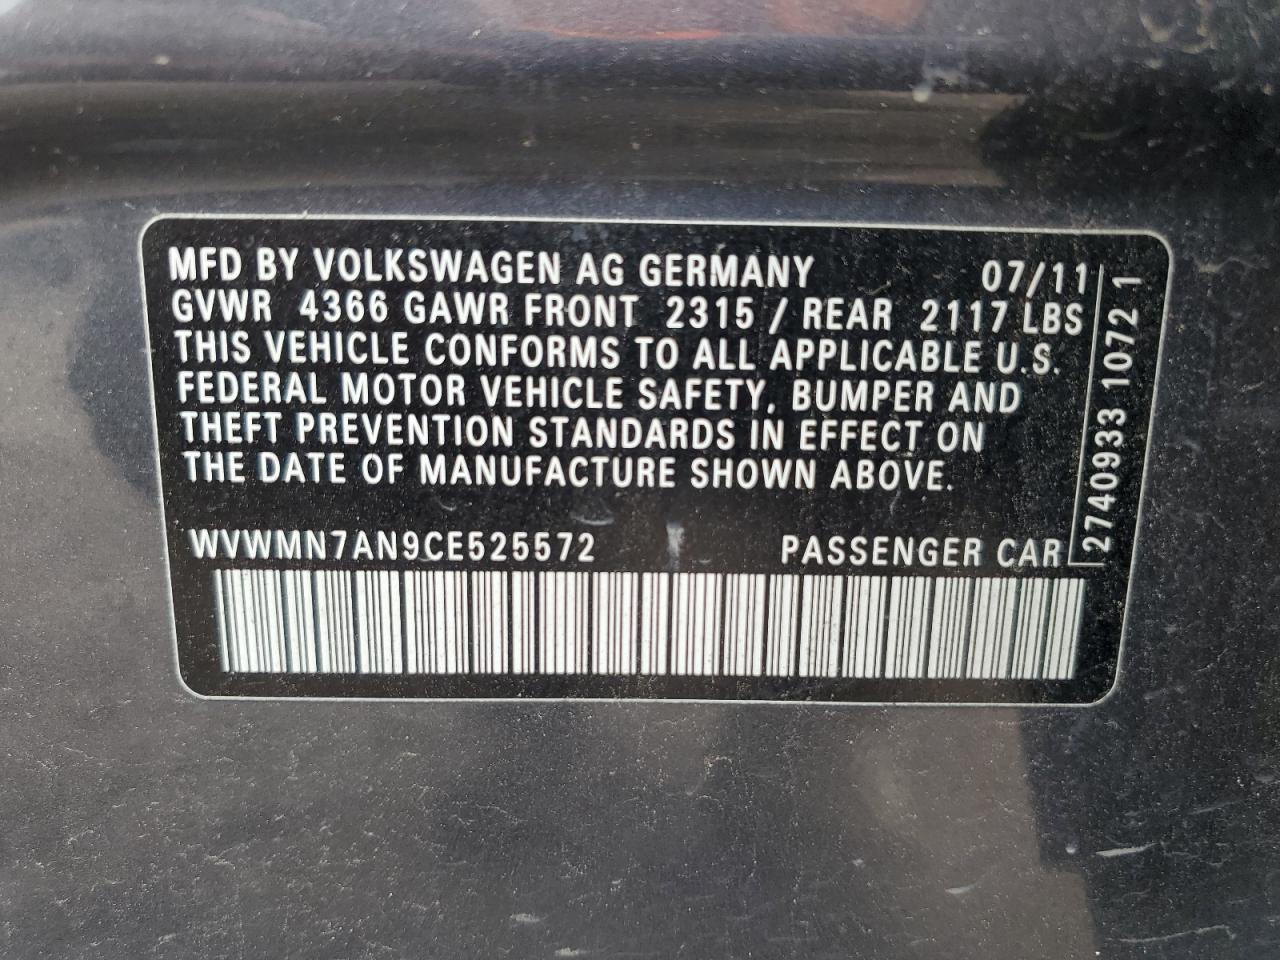 MFD BY VOLKSWAGEN AG GERMANY 07/11
GVWR 4366 GAWR FRONT 2315 / REAR 2117 LBS
THIS VEHICLE CONFORMS TO ALL APPLICABLE U.S.
FEDERAL MOTOR VEHICLE SAFETY, BUMPER AND
THEFT PREVENTION STANDARDS IN EFFECT ON
THE DATE OF MANUFACTURE SHOWN ABOVE.
WVWMN7AN9CE525572 PASSENGER CAR
2740933 1072 1